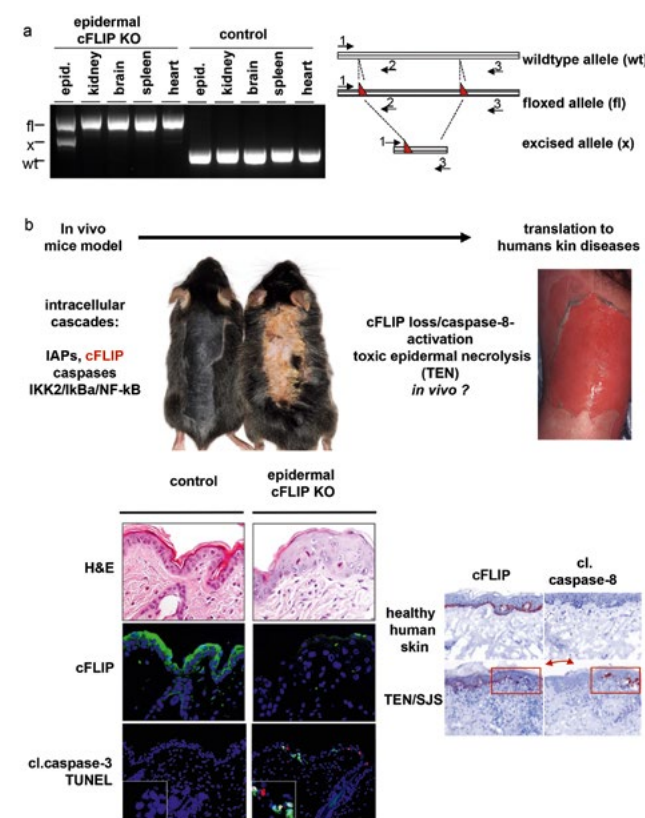 a
epidermal
cFLIP KO
control
epid.
kidney
brain
spleen
heart
epid.
kidney
brain
spleen
heart
fl
x
wt
1
2
3
wildtype allele (wt)
1
2
3
floxed allele (fl)
1
3
excised allele (x)
b
In vivo
mice model
translation to
humans kin diseases
intracellular
cascades:
IAPs, cFLIP
caspases
IKK2/IkBa/NF-kB
cFLIP loss/caspase-8-
activation
toxic epidermal necrolysis
(TEN)
in vivo ?
control
epidermal
cFLIP KO
H&E
cFLIP
cl.caspase-3
TUNEL
cFLIP
cl.
caspase-8
healthy
human
skin
TEN/SJS